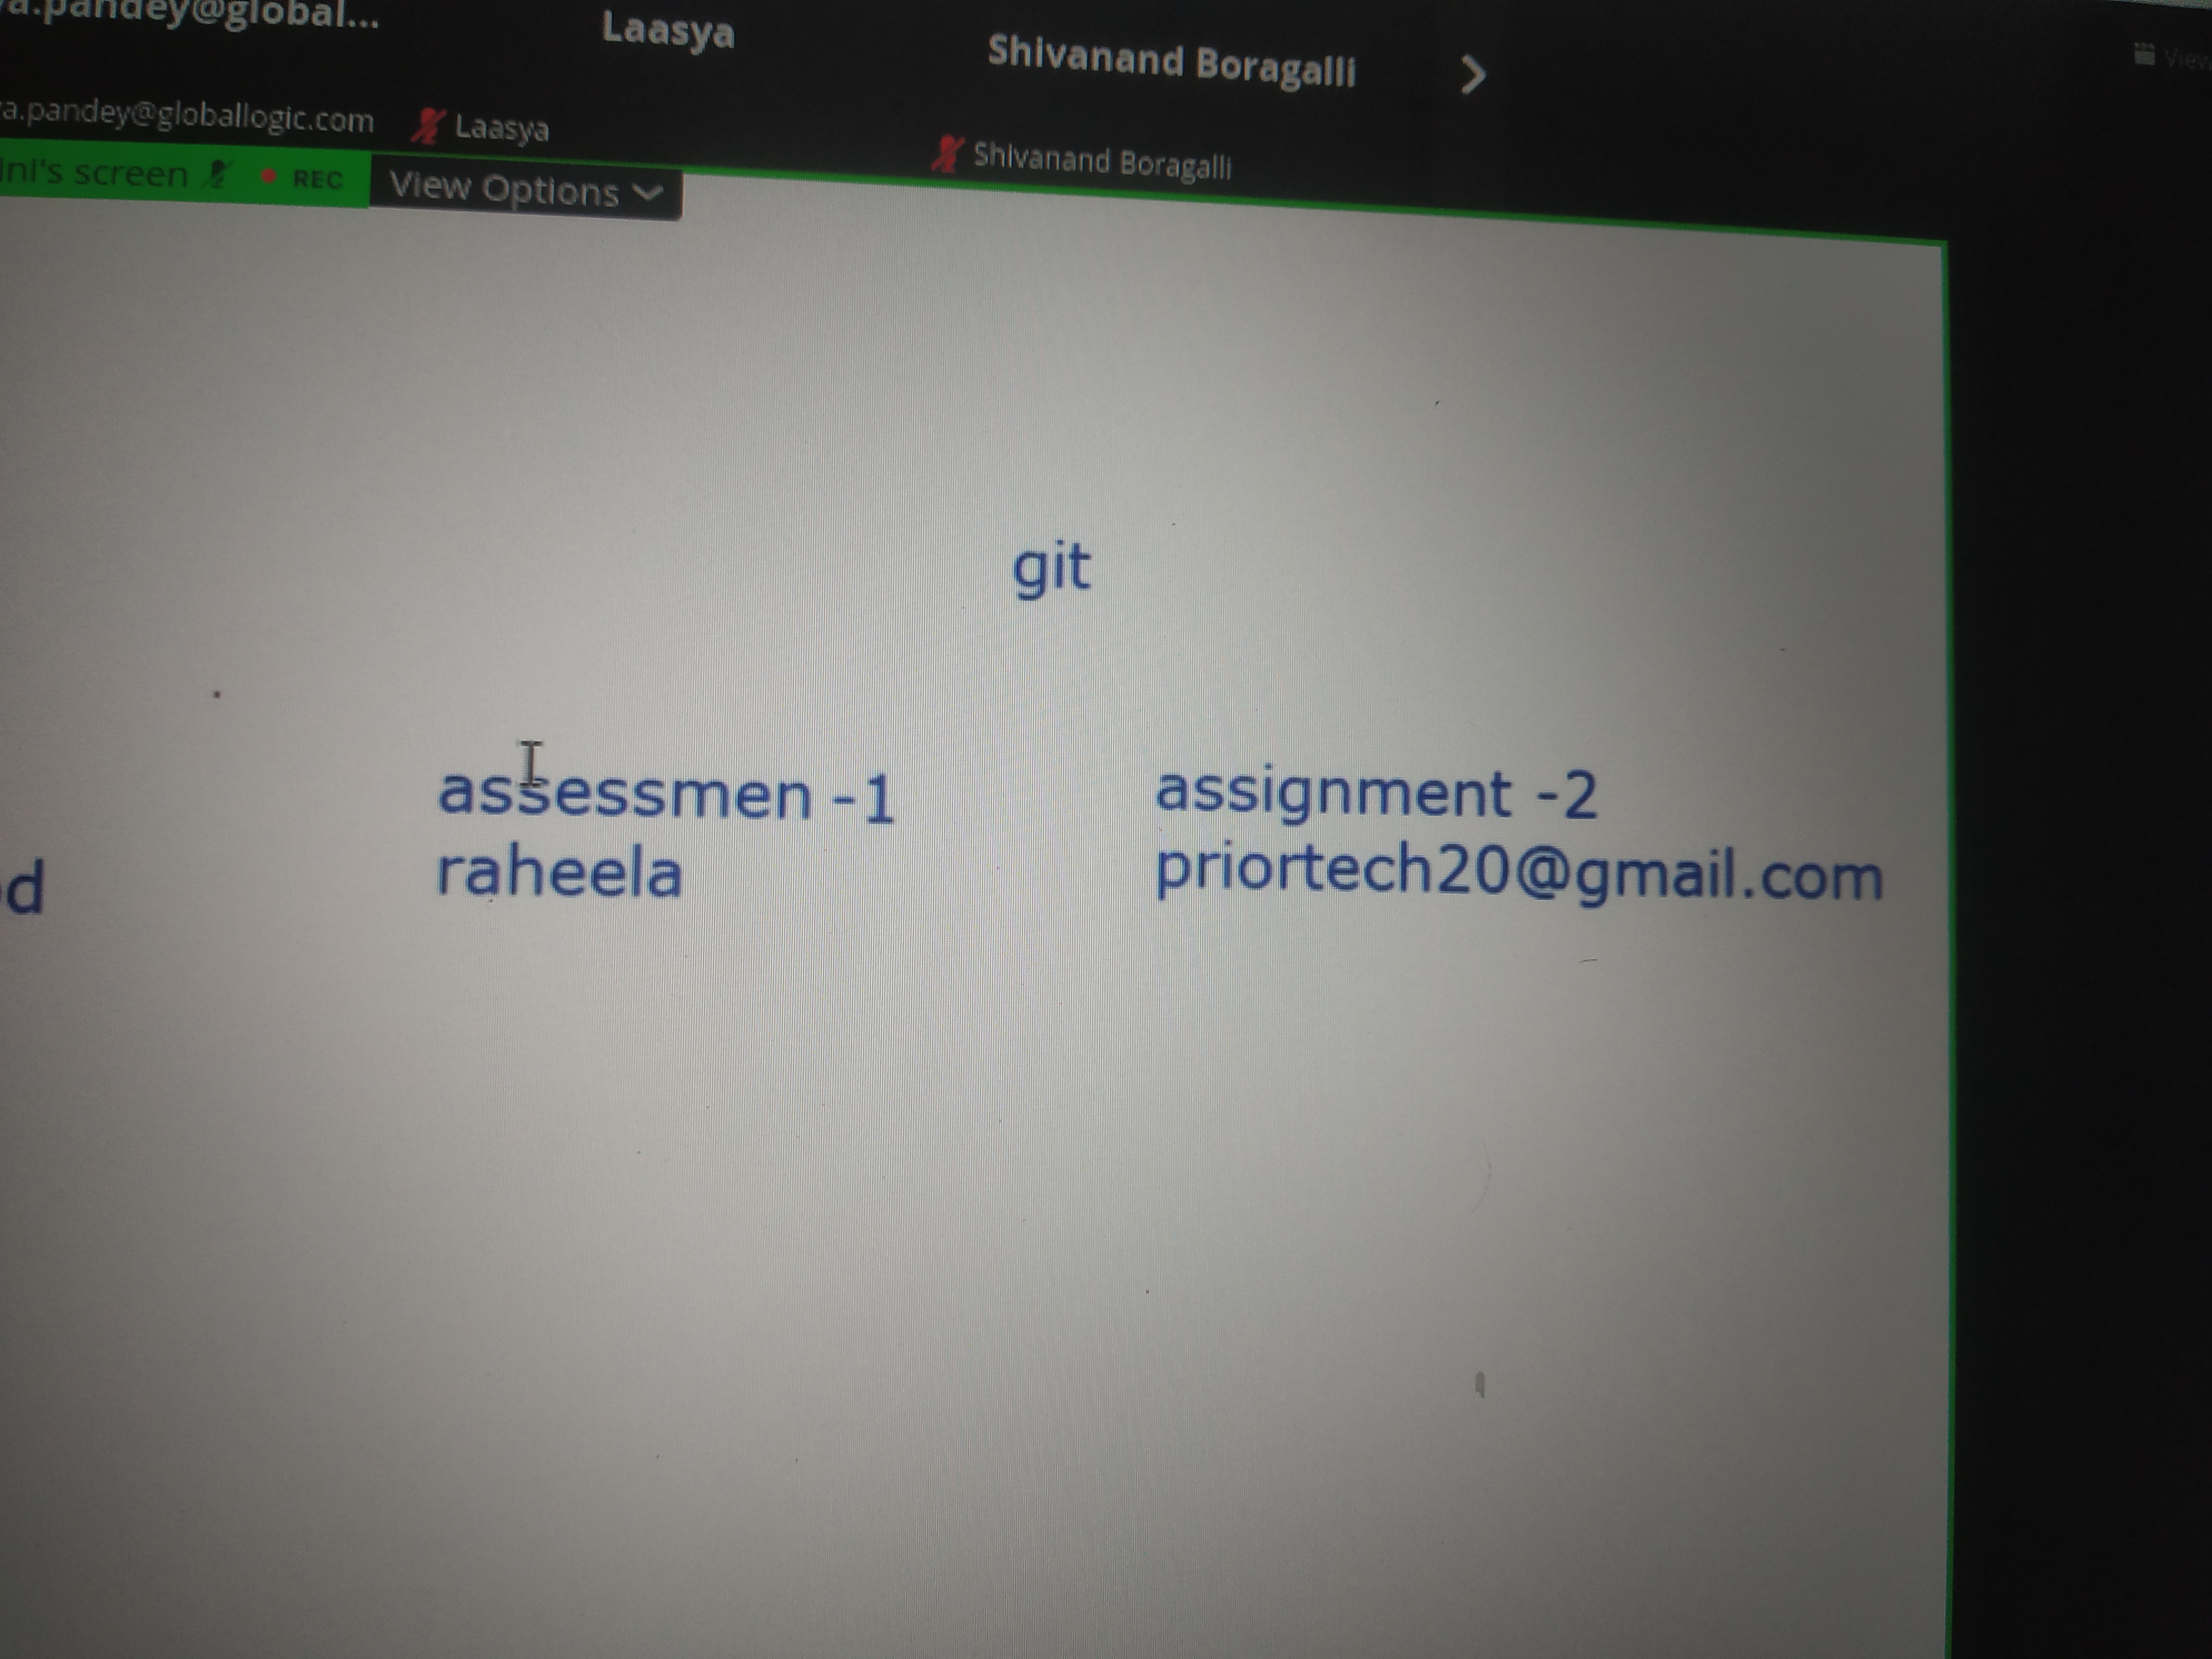 a.pandey@global...
Laasya
Shivanand Boragalli
a.pandey@globallogic.com
Laasya
Shivanand Boragalli
ini's screen
REC
View Options
View
git
assessmen -1
assignment -2
d
raheela
priortech20@gmail.com